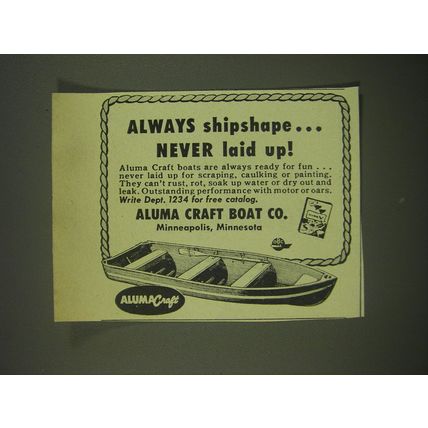 ALWAYS shipshape...
NEVER laid up!
Aluma Craft boats are always ready for fun . . .
never laid up for scraping, caulking or painting.
They can't rust, rot, soak up water or dry out and
leak. Outstanding performance with motor or oars.
Write Dept. 1234 for free catalog.
ALUMA CRAFT BOAT CO.
Minneapolis, Minnesota
ALUMACraft